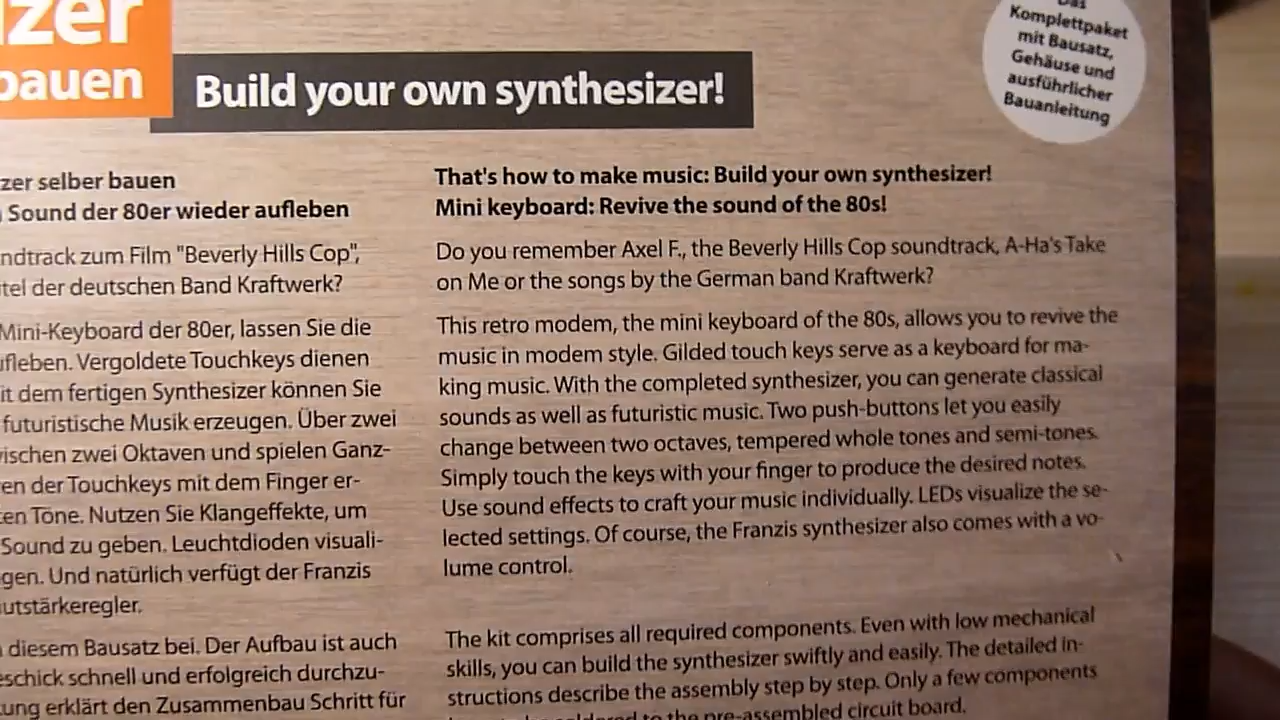 zer
bauen
Build your own synthesizer!
Das
Komplettpaket
mit Bausatz,
Gehäuse und
ausführlicher
Bauanleitung
zer selber bauen
Sound der 80er wieder aufleben
ndtrack zum Film "Beverly Hills Cop",
tel der deutschen Band Kraftwerk?
Mini-Keyboard der 80er, lassen Sie die
ufleben. Vergoldete Touchkeys dienen
it dem fertigen Synthesizer können Sie
futuristische Musik erzeugen. Über zwei
ischen zwei Oktaven und spielen Ganz-
en der Touchkeys mit dem Finger er-
ten Töne. Nutzen Sie Klangeffekte, um
Sound zu geben. Leuchtdioden visuali-
gen. Und natürlich verfügt der Franzis
utstärkeregler.
diesem Bausatz bei. Der Aufbau ist auch
eschick schnell und erfolgreich durchzu-
ung erklärt den Zusammenbau Schritt für
That's how to make music: Build your own synthesizer!
Mini keyboard: Revive the sound of the 80s!
Do you remember Axel F., the Beverly Hills Cop soundtrack, A-Ha's Take
on Me or the songs by the German band Kraftwerk?
This retro modem, the mini keyboard of the 80s, allows you to revive the
music in modem style. Gilded touch keys serve as a keyboard for ma-
king music. With the completed synthesizer, you can generate classical
sounds as well as futuristic music. Two push-buttons let you easily
change between two octaves, tempered whole tones and semi-tones.
Simply touch the keys with your finger to produce the desired notes.
Use sound effects to craft your music individually. LEDs visualize the se-
lected settings. Of course, the Franzis synthesizer also comes with a vo-
lume control.
The kit comprises all required components. Even with low mechanical
skills, you can build the synthesizer swiftly and easily. The detailed in-
structions describe the assembly step by step. Only a few components
to the pre-assembled circuit board.